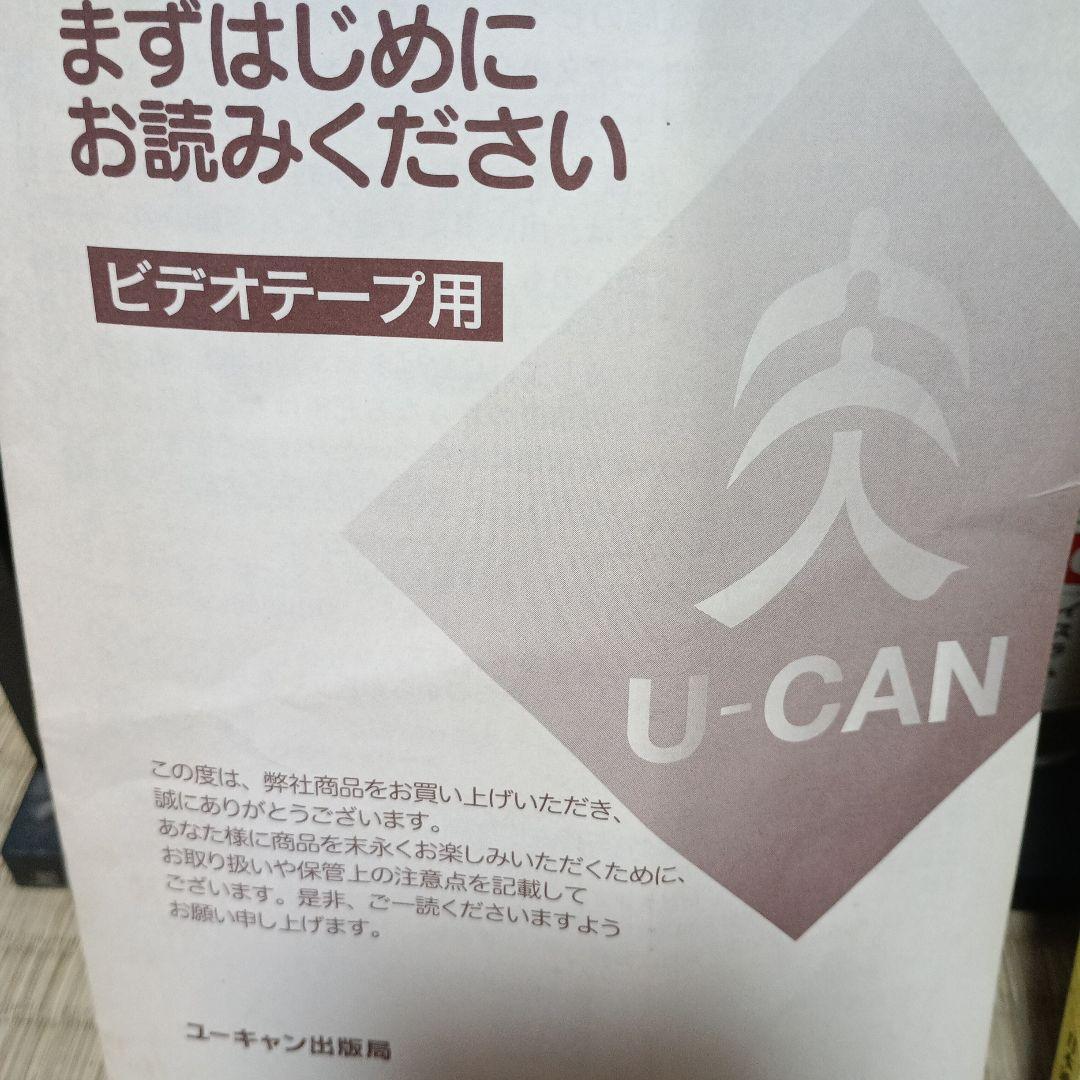 まずはじめに
お読みください
ビデオテープ用
U-CAN
この度は、弊社商品をお買い上げいただき、
誠にありがとうございます。
あなた様に商品を末永くお楽しみいただくために、
お取り扱いや保管上の注意点を記載して
ございます。是非、ご一読くださいますよう
お願い申し上げます。
ユーキャン出版局